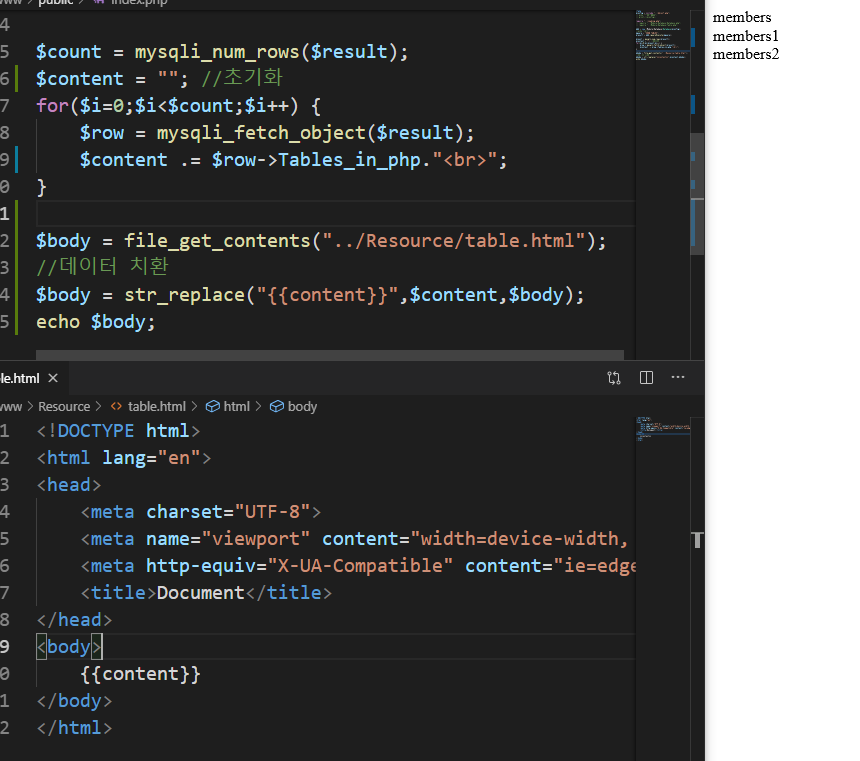 public > index.php
4
5 $count = mysqli_num_rows($result);
6 $content = ""; //초기화
7 for($i=0;$i<$count;$i++) {
8 $row = mysqli_fetch_object($result);
9 $content .= $row->Tables_in_php."<br>";
0 }
1
2 $body = file_get_contents("../Resource/table.html");
3 //데이터 치환
4 $body = str_replace("{{content}}",$content,$body);
5 echo $body;
members
members1
members2
le.html ×
www > Resource > <> table.html > html > body
1 <!DOCTYPE html>
2 <html lang="en">
3 <head>
4 <meta charset="UTF-8">
5 <meta name="viewport" content="width=device-width,
6 <meta http-equiv="X-UA-Compatible" content="ie=edge
7 <title>Document</title>
8 </head>
9 <body>
0 {{content}}
1 </body>
2 </html>